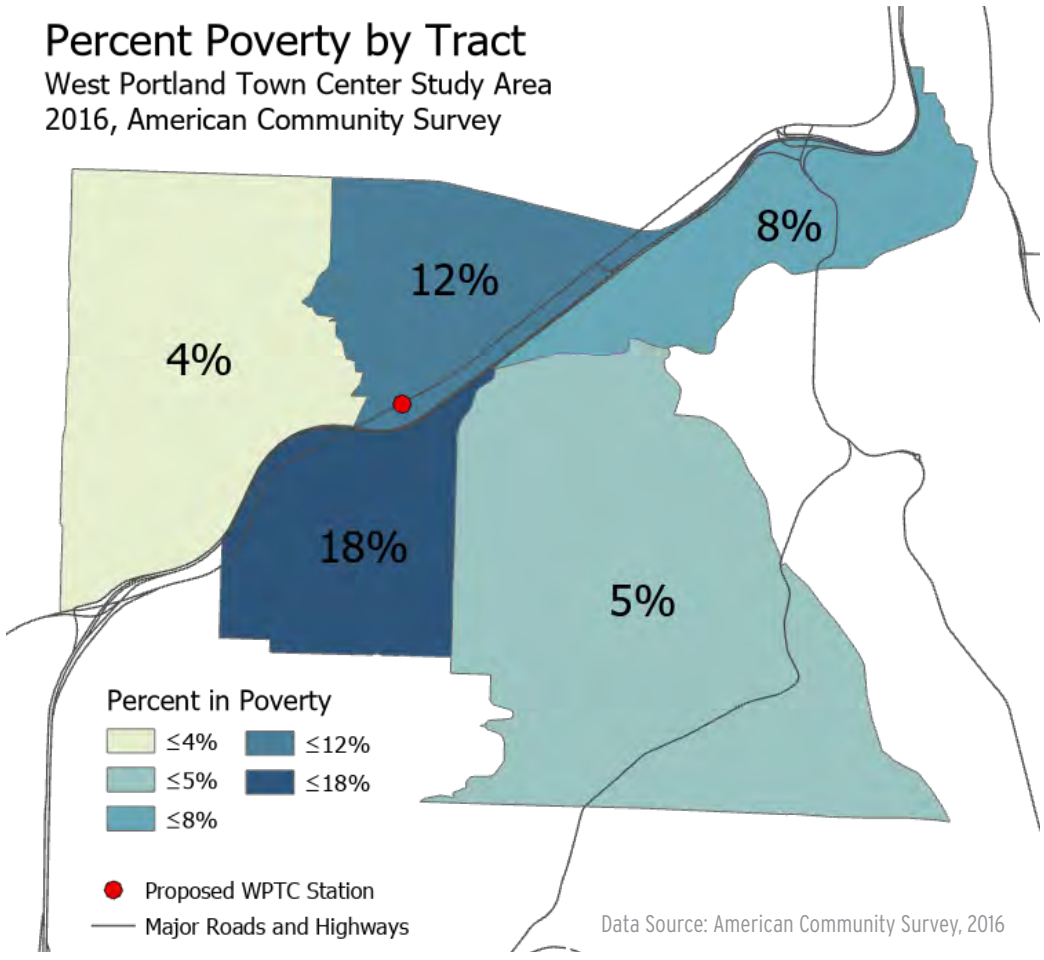 Percent Poverty by Tract
West Portland Town Center Study Area
2016, American Community Survey
8%
12%
4%
18%
5%
Percent in Poverty
≤4%
≤12%
≤5%
≤18%
≤8%
Proposed WPTC Station
Major Roads and Highways
Data Source: American Community Survey, 2016